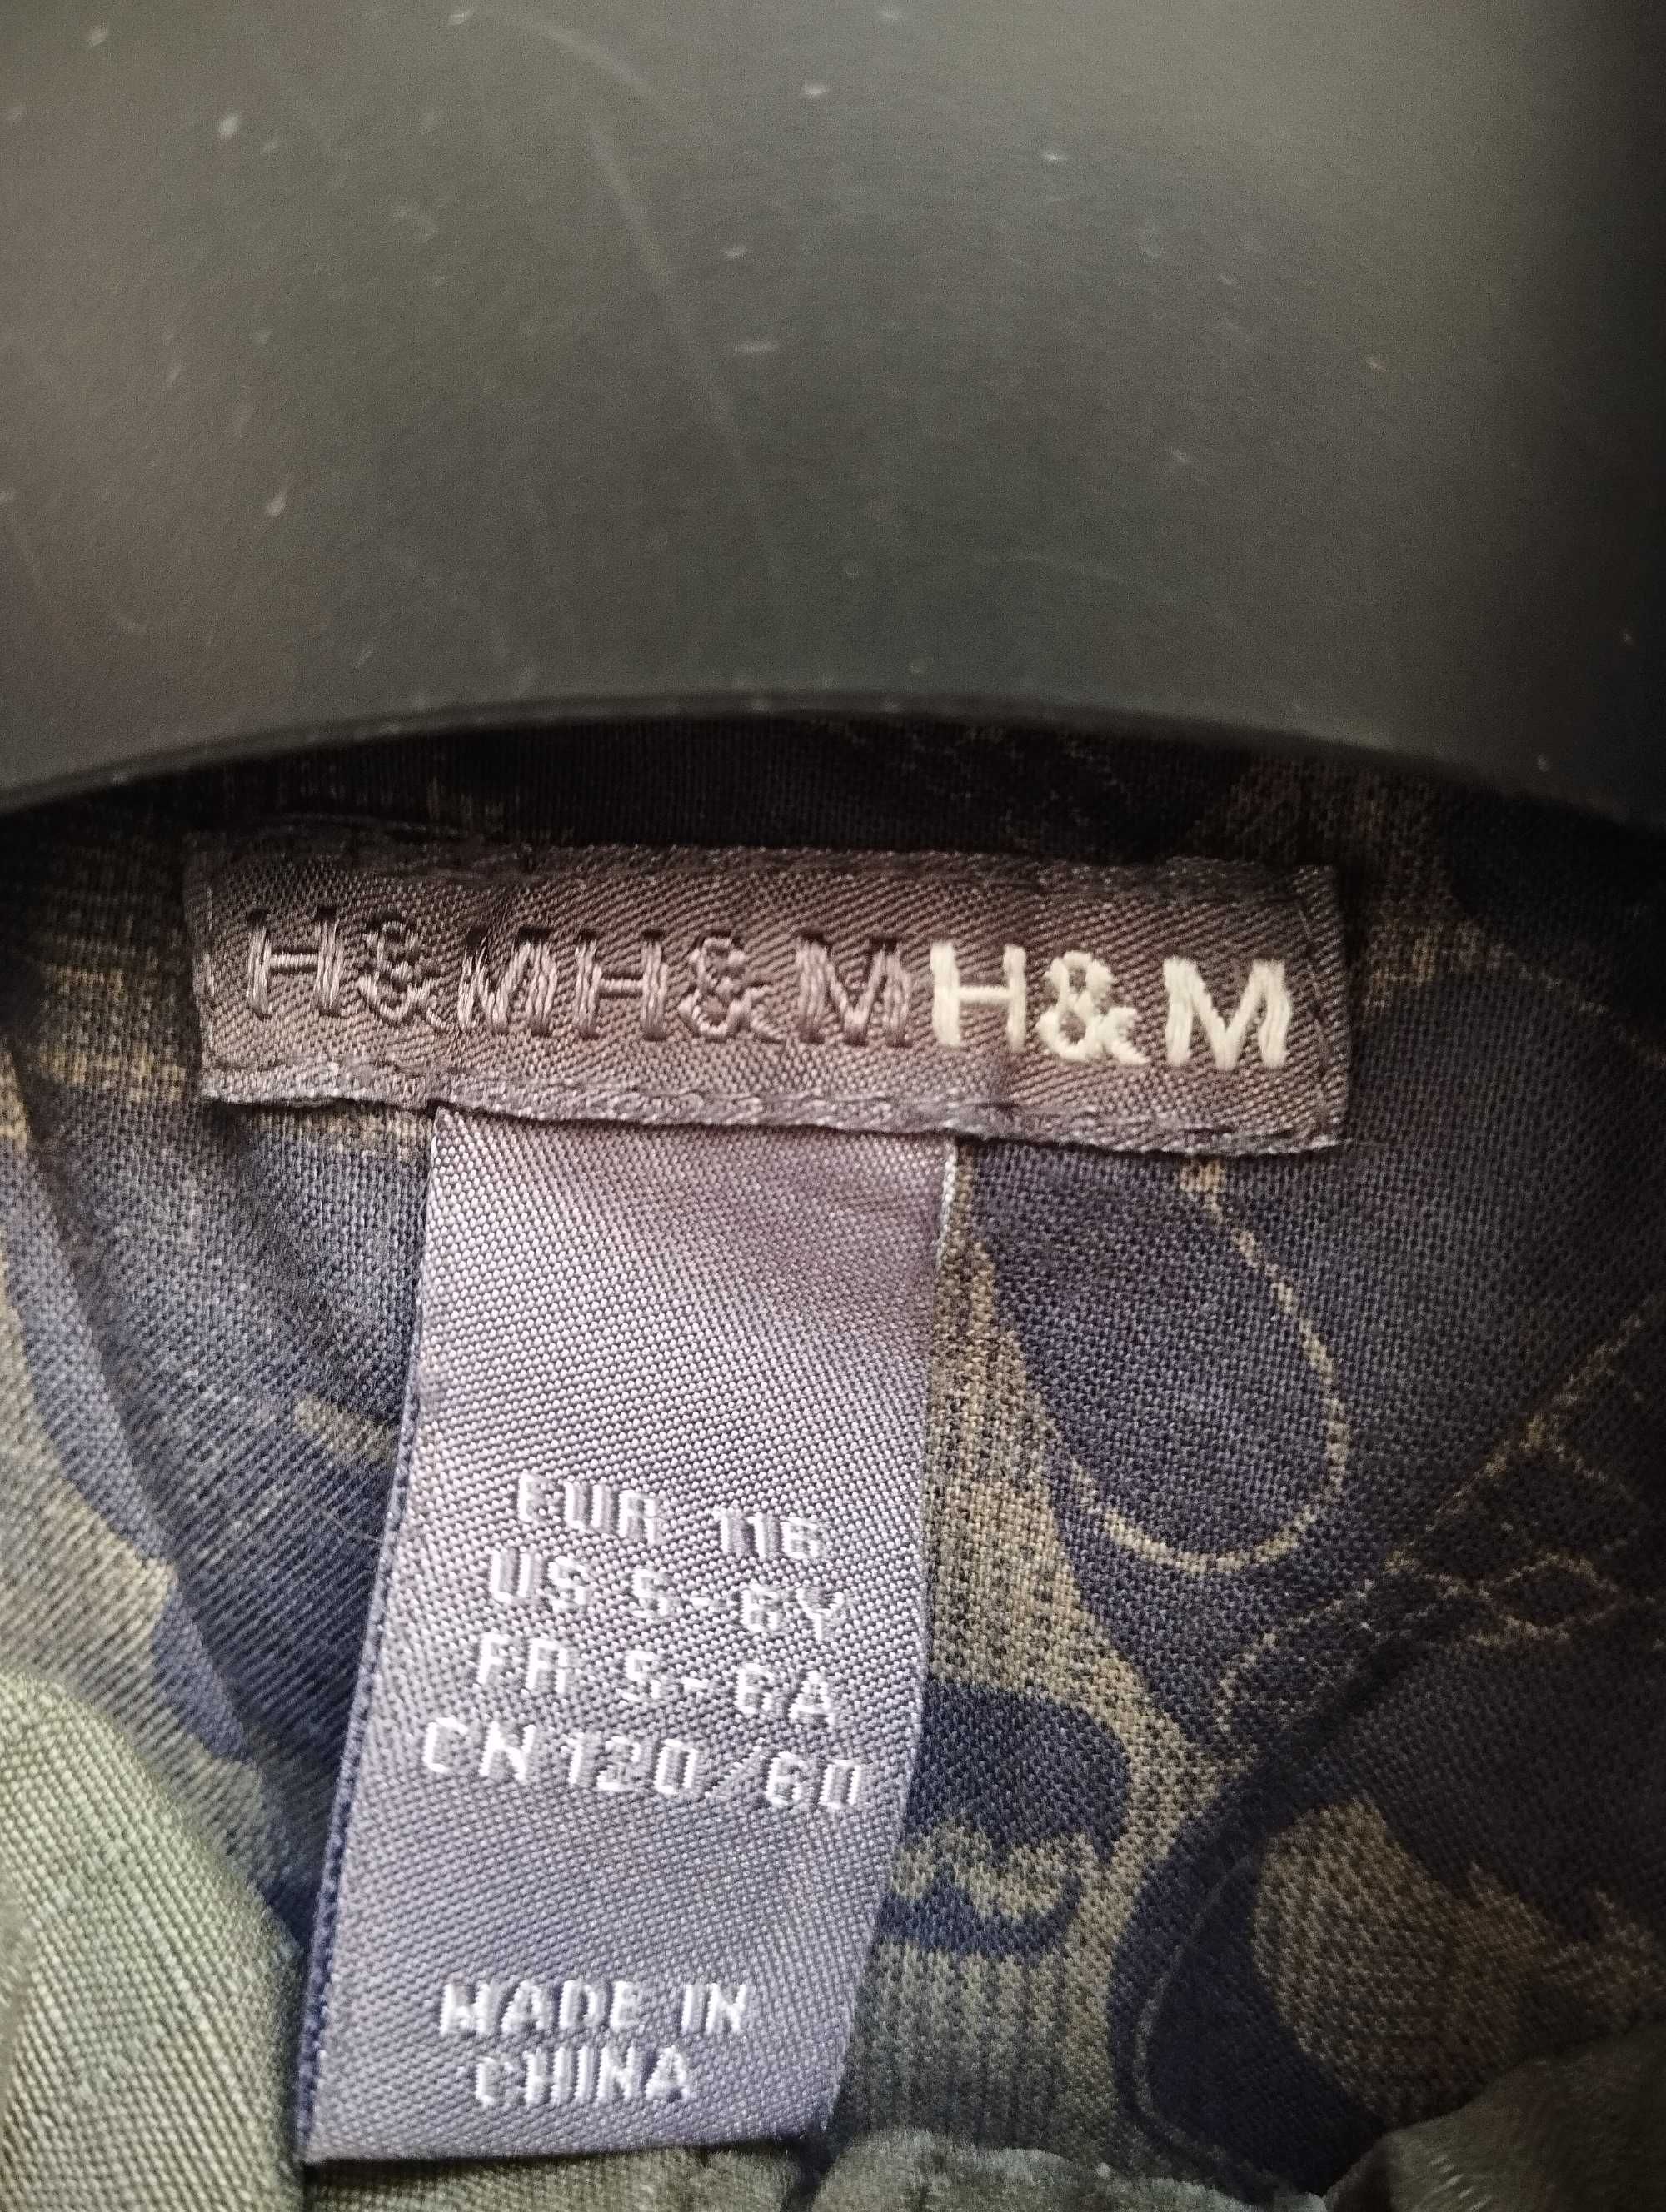 H&MH&MH&M
EUR 116
US 5-6Y
FR 5-6A
CN 120/60
MADE IN
CHINA